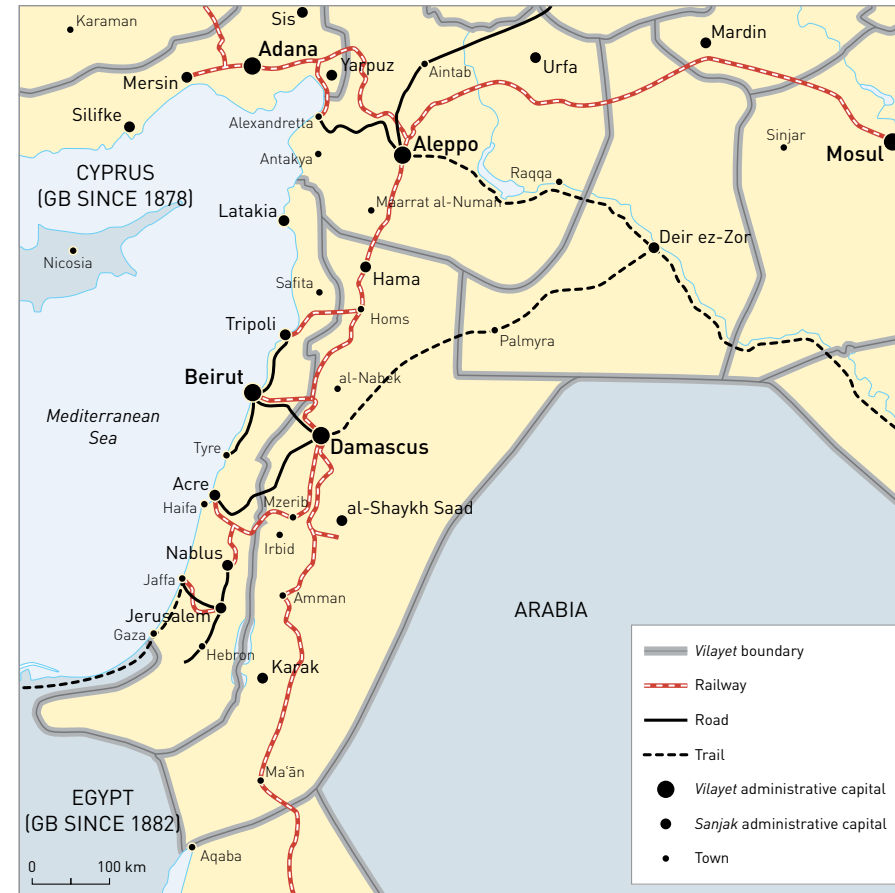 Karaman
Sis
Adana
Mardin
Yarpuz
Aintab
Urfa
Mersin
Silifke
Alexandretta
Sinjar
Aleppo
Mosul
Antakya
CYPRUS
(GB SINCE 1878)
Raqqa
Maarrat al-Numan
Latakia
Deir ez-Zor
Nicosia
Hama
Safita
Homs
Tripoli
Palmyra
Beirut
al-Nabek
Mediterranean
Sea
Damascus
Tyre
Acre
Mzerib
al-Shaykh Saad
Haifa
Irbid
Nablus
Jaffa
Amman
Jerusalem
ARABIA
Gaza
Hebron
Karak
Ma‘ān
EGYPT
(GB SINCE 1882)
Aqaba
0 100 km
Vilayet boundary
Railway
Road
Trail
Vilayet administrative capital
Sanjak administrative capital
Town